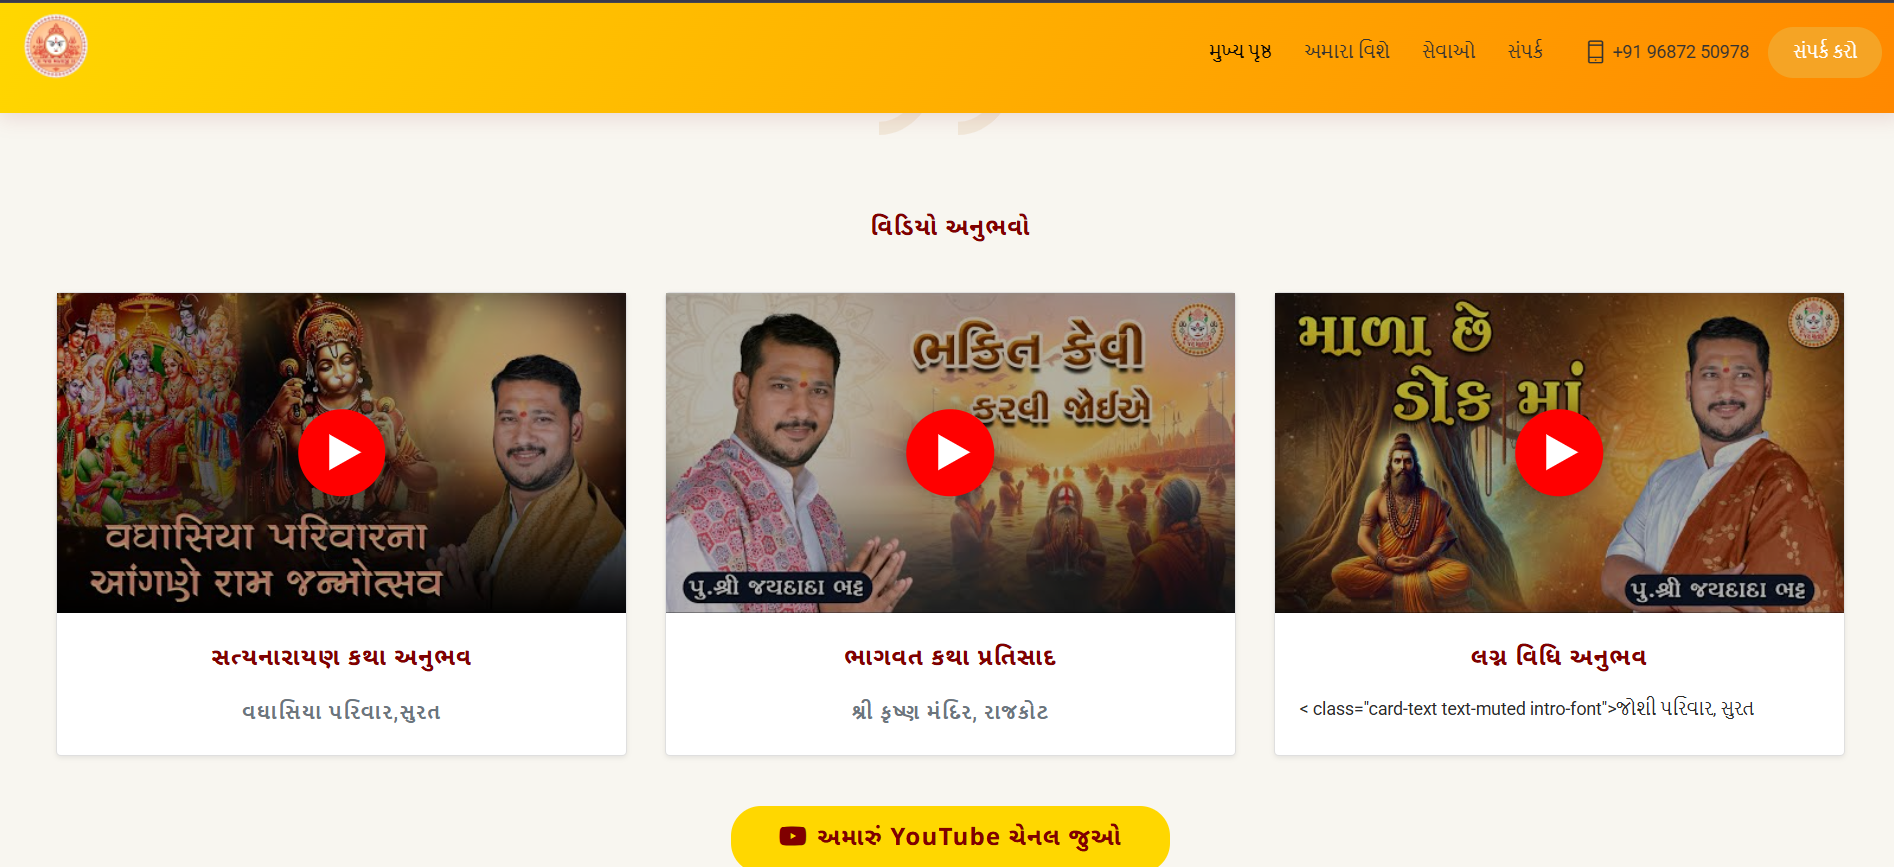 મુખ્ય પૃષ્ઠ
અમારા વિશે
સેવાઓ
સંપર્ક
+91 96872 50978
સંપર્ક કરો
વિડિયો અનુભવો
વઘાસિયા પરિવારના
આંગણે રામ જન્મોત્સવ
ભકિત કેવી
કરવી જોઈએ
પુ.શ્રી જયદાદા ભટ્ટ
માળા છે
ડોક માં
પુ.શ્રી જયદાદા ભટ્ટ
સત્યનારાયણ કથા અનુભવ
વઘાસિયા પરિવાર,સુરત
ભાગવત કથા પ્રતિસાદ
શ્રી કૃષ્ણ મંદિર, રાજકોટ
લગ્ન વિધિ અનુભવ
< class="card-text text-muted intro-font">જોશી પરિવાર, સુરત
અમારું YouTube ચેનલ જુઓ